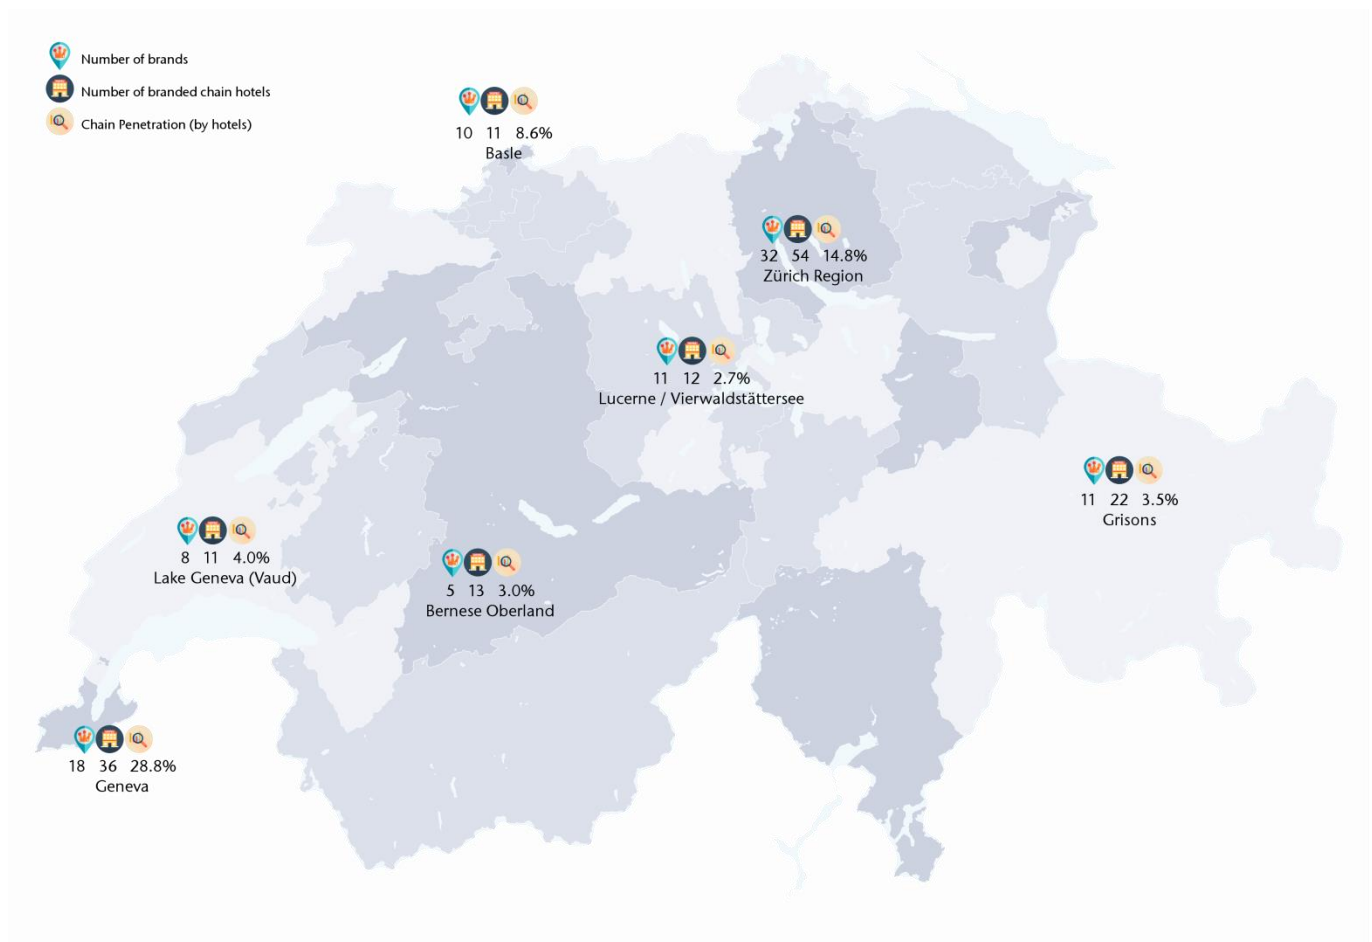 Number of brands
Number of branded chain hotels
Chain Penetration (by hotels)
10 11 8.6%
Basle
32 54 14.8%
Zürich Region
11 12 2.7%
Lucerne / Vierwaldstättersee
11 22 3.5%
Grisons
8 11 4.0%
Lake Geneva (Vaud)
5 13 3.0%
Bernese Oberland
18 36 28.8%
Geneva